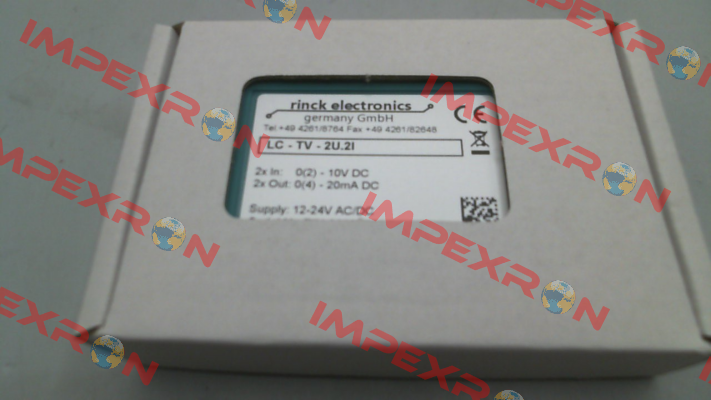 rinck electronics
germany GmbH
Tel +49 4261/8764 Fax +49 4261/82648
CE
LC - TV - 2U.2I
2x In: 0(2) - 10V DC
2x Out: 0(4) - 20mA DC
Supply: 12-24V AC/DC
IMPEXRON
IMPEXRON
IMPEXRON
IMPEXRON
IMPEXRON
IMPEXRON
IMPEXRON
IMPEXRON